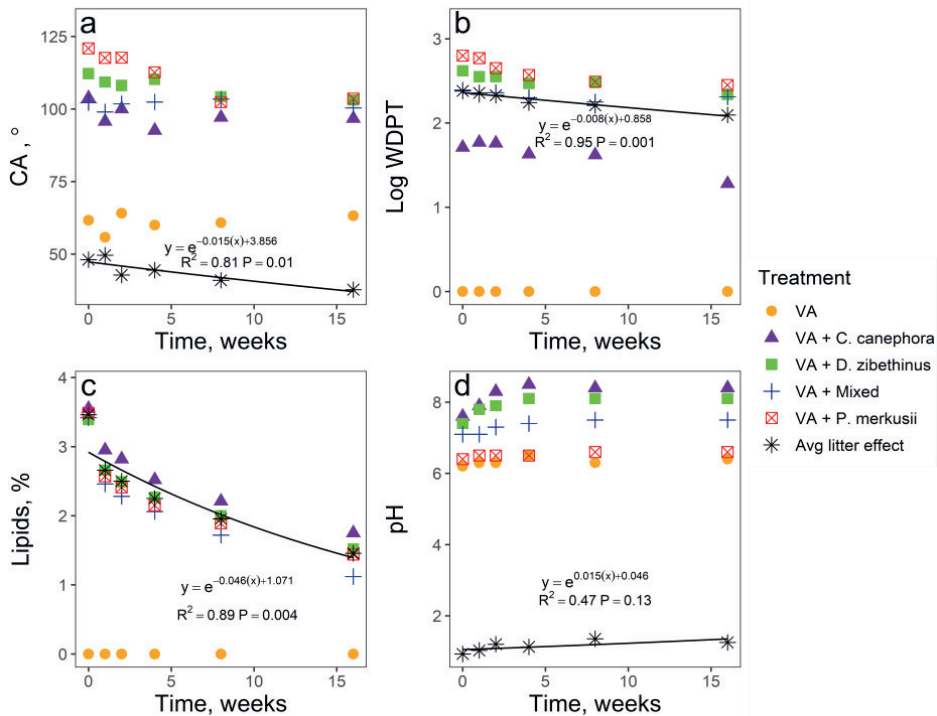 a
125
100
75
50
CA, °
y = e^−0.015(x)+3.856
R² = 0.81 P = 0.01
0 5 10 15
Time, weeks
b
3
2
1
0
Log WDPT
y = e^−0.008(x)+0.858
R² = 0.95 P = 0.001
0 5 10 15
Time, weeks
c
4
3
2
1
0
Lipids, %
y = e^−0.046(x)+1.071
R² = 0.89 P = 0.004
0 5 10 15
Time, weeks
d
8
6
4
2
pH
y = e^0.015(x)+0.046
R² = 0.47 P = 0.13
0 5 10 15
Time, weeks
Treatment
VA
VA + C. canephora
VA + D. zibethinus
VA + Mixed
VA + P. merkusii
Avg litter effect